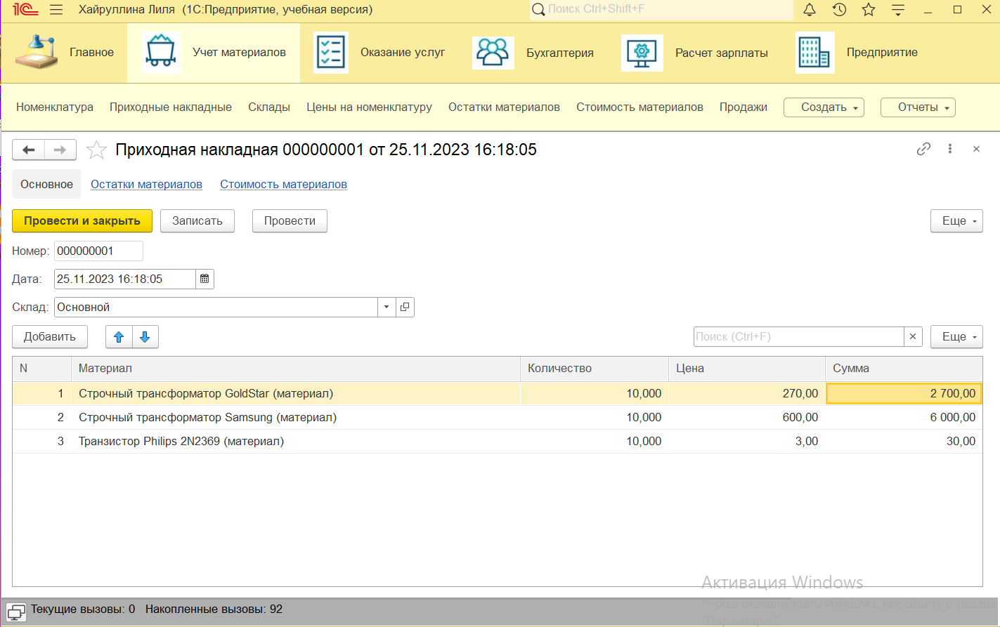 1С Хайруллина Лиля (1С:Предприятие, учебная версия) Поиск Ctrl+Shift+F
Главное Учет материалов Оказание услуг Бухгалтерия Расчет зарплаты Предприятие
Номенклатура Приходные накладные Склады Цены на номенклатуру Остатки материалов Стоимость материалов Продажи Создать Отчеты
Приходная накладная 000000001 от 25.11.2023 16:18:05
Основное Остатки материалов Стоимость материалов
Провести и закрыть Записать Провести Еще
Номер: 000000001
Дата: 25.11.2023 16:18:05
Склад: Основной
Добавить Поиск (Ctrl+F) × Еще
N Материал Количество Цена Сумма
1 Строчный трансформатор GoldStar (материал) 10,000 270,00 2 700,00
2 Строчный трансформатор Samsung (материал) 10,000 600,00 6 000,00
3 Транзистор Philips 2N2369 (материал) 10,000 3,00 30,00
Активация Windows
Чтобы активировать Windows, перейдите в раздел
"Параметры".
Текущие вызовы: 0 Накопленные вызовы: 92